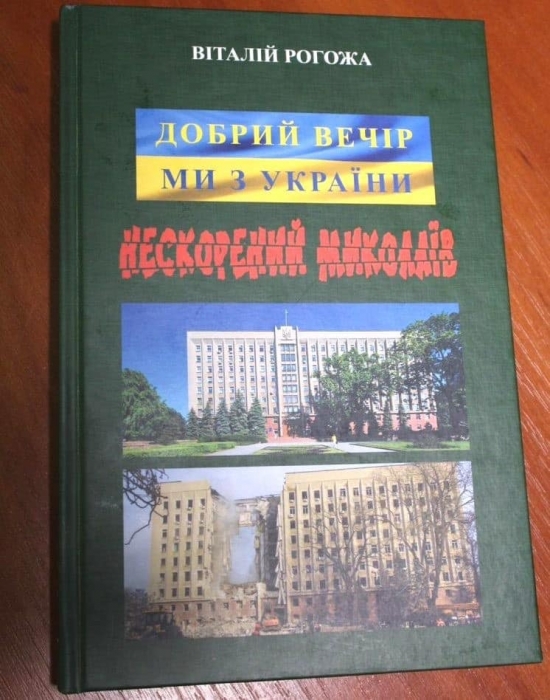 ВІТАЛІЙ РОГОЖА
ДОБРИЙ ВЕЧІР
МИ З УКРАЇНИ
НЕСКОРЕНИЙ МИКОЛАЇВ